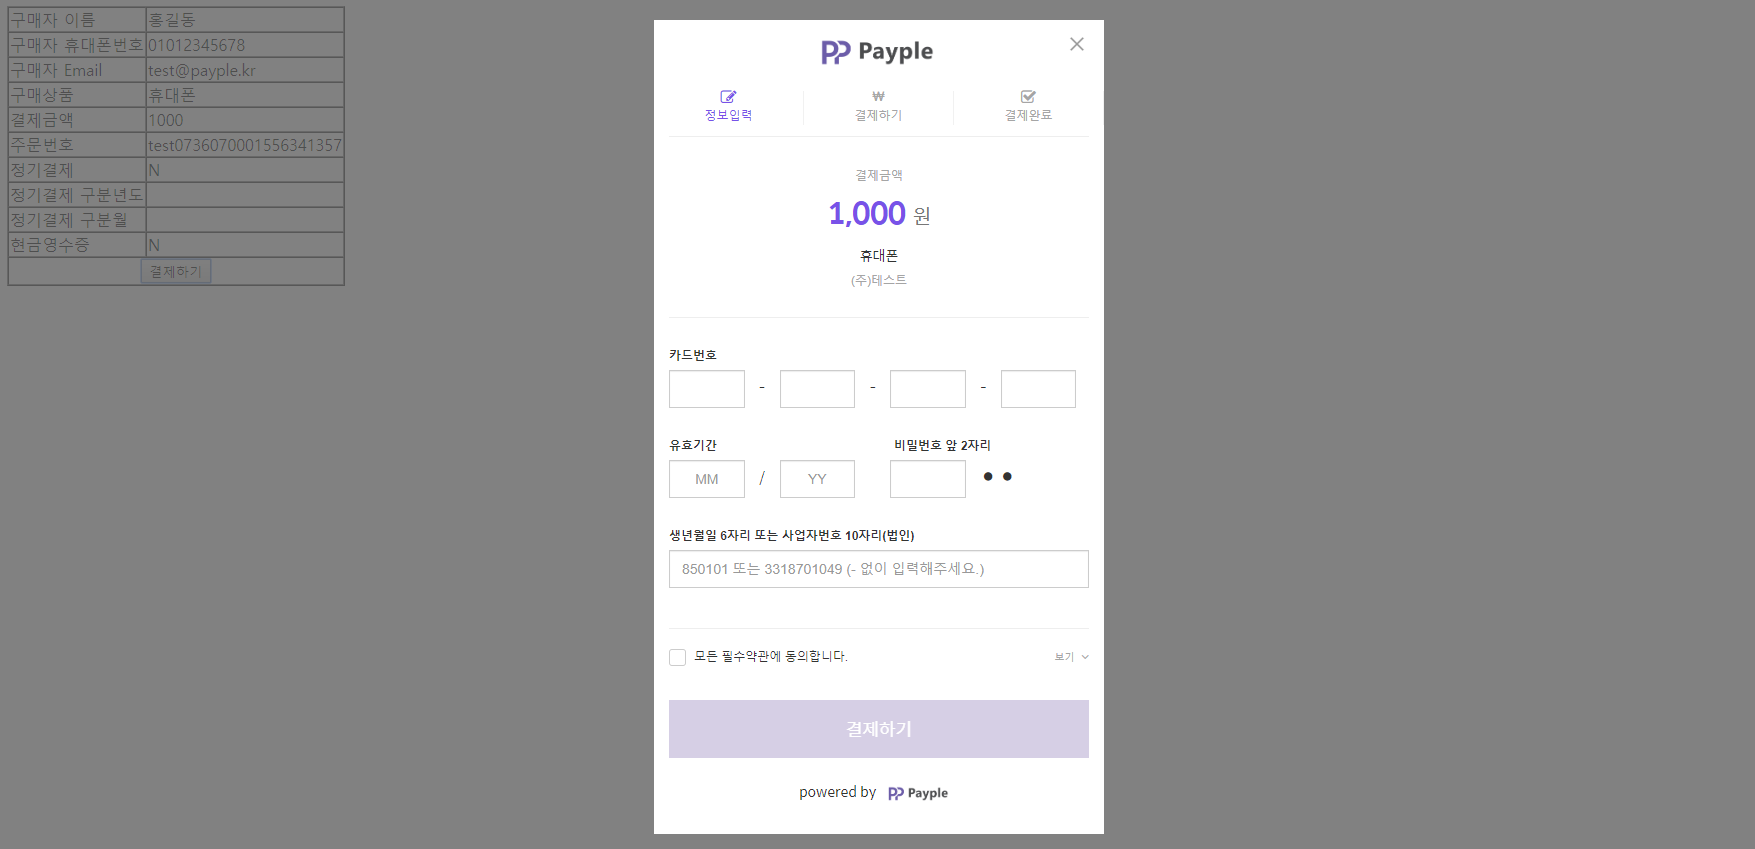 구매자 이름 홍길동
구매자 휴대폰번호 01012345678
구매자 Email test@payple.kr
구매상품 휴대폰
결제금액 1000
주문번호 test0736070001556341357
정기결제 N
정기결제 구분년도
정기결제 구분월
현금영수증 N
결제하기
PP Payple
정보입력 결제하기 결제완료
결제금액
1,000 원
휴대폰
(주)테스트
카드번호
- - -
유효기간 비밀번호 앞 2자리
MM / YY ● ●
생년월일 6자리 또는 사업자번호 10자리(법인)
850101 또는 3318701049 (- 없이 입력해주세요.)
모든 필수약관에 동의합니다. 보기
결제하기
powered by PP Payple